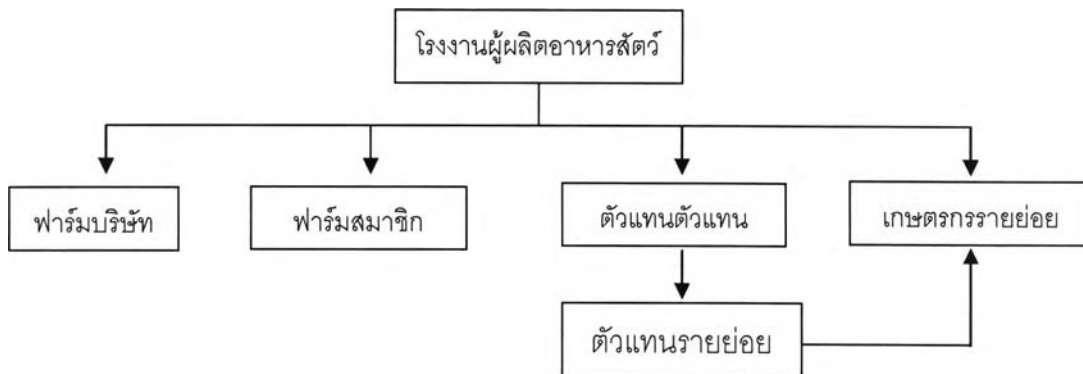 โรงงานผู้ผลิตอาหารสัตว์
ฟาร์มบริษัท
ฟาร์มสมาชิก
ตัวแทนตัวแทน
เกษตรกรรายย่อย
ตัวแทนรายย่อย